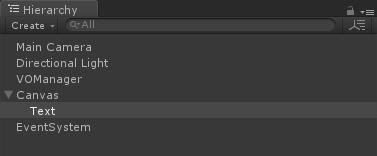 Hierarchy
Create All
Main Camera
Directional Light
VOManager
Canvas
Text
EventSystem